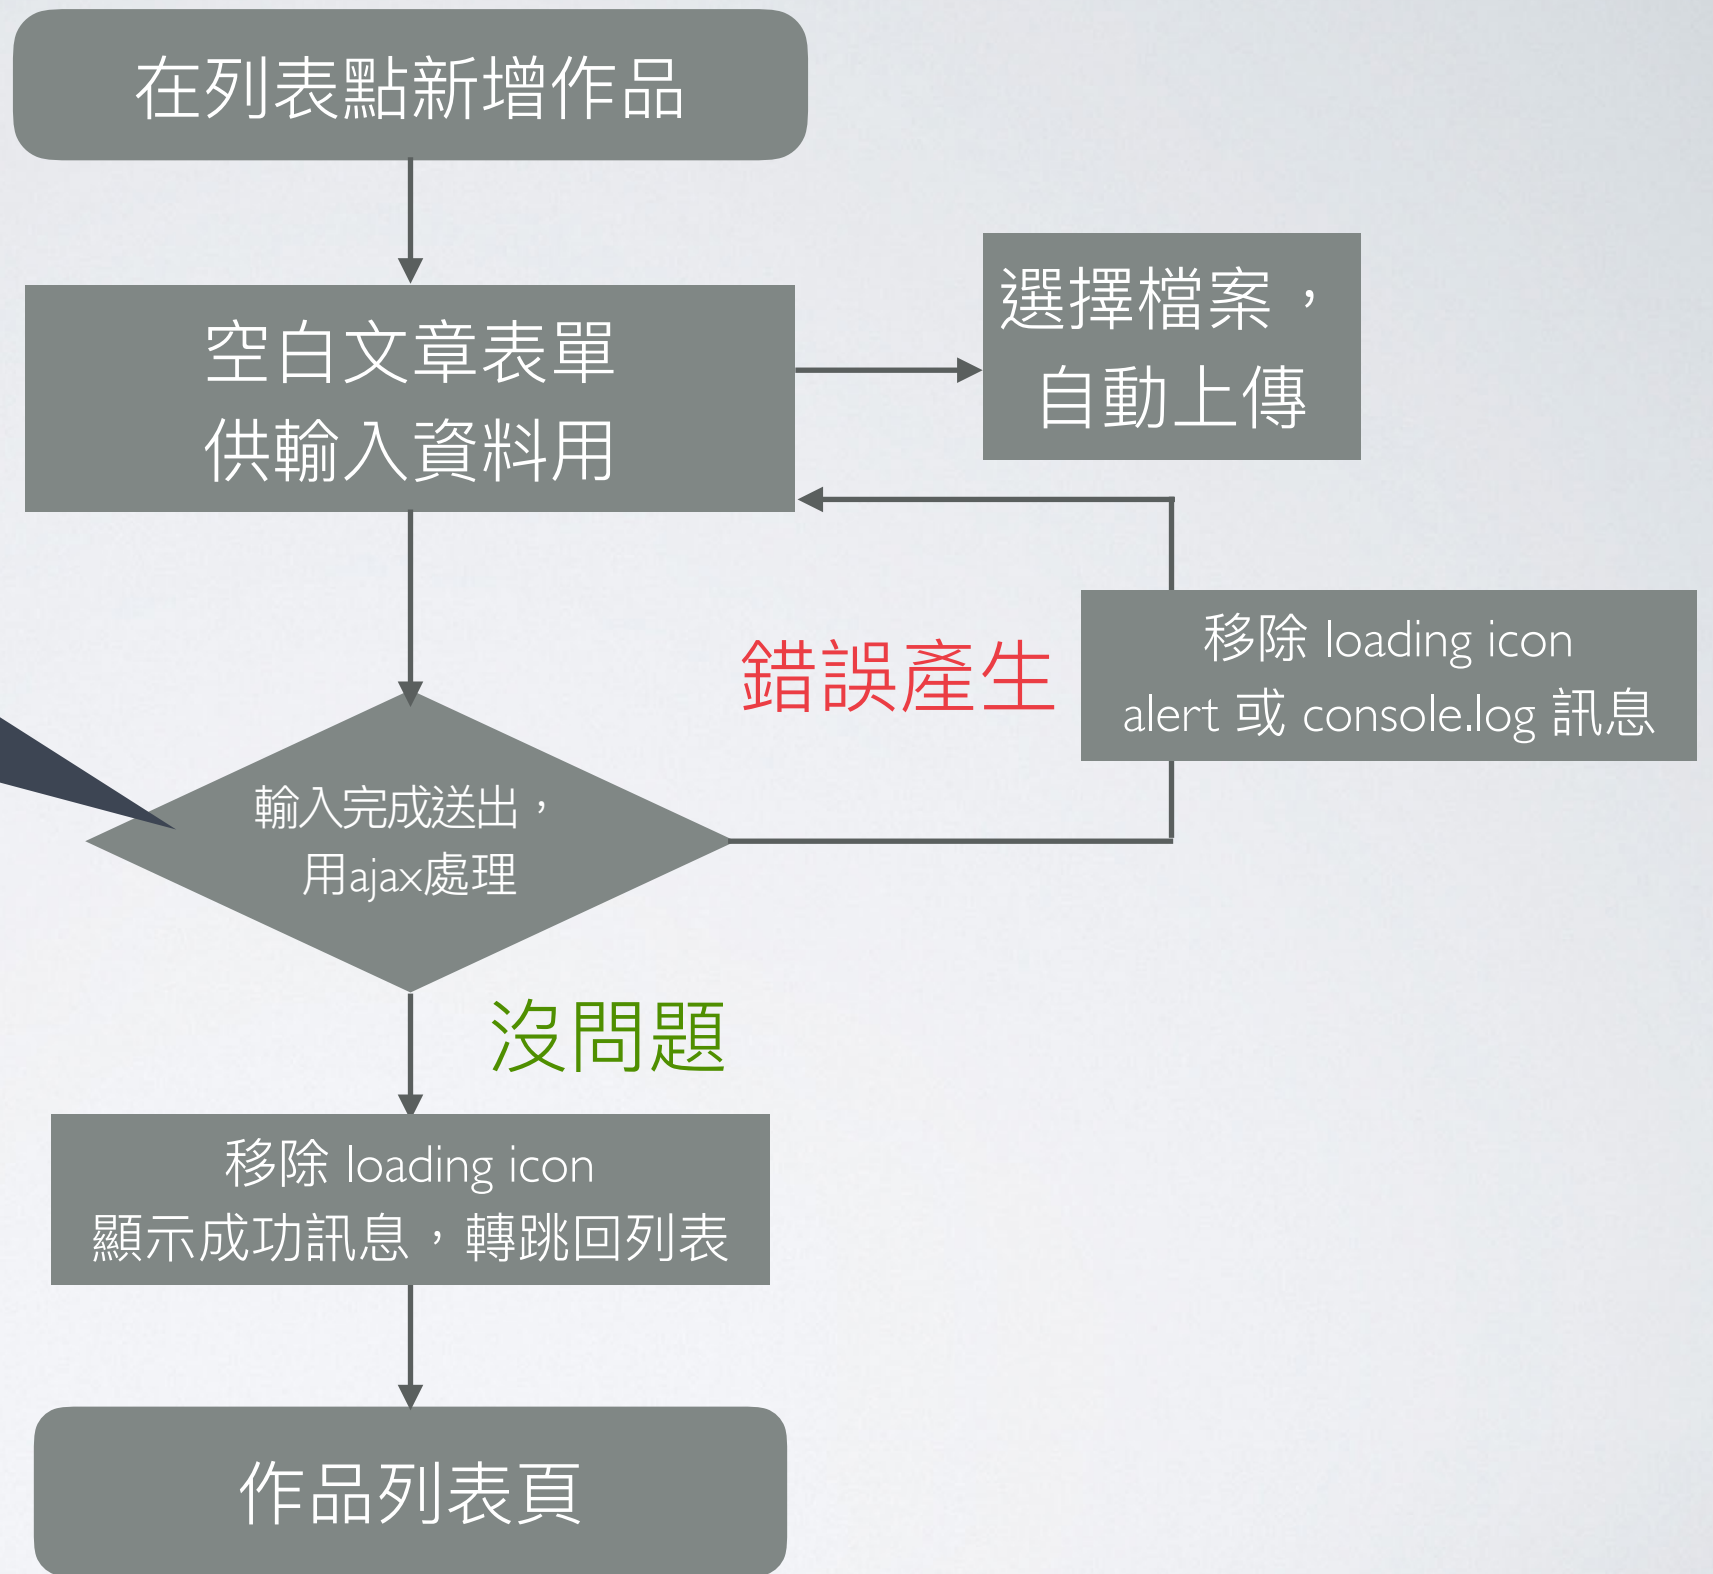 在列表點新增作品
空白文章表單
供輸入資料用
選擇檔案，
自動上傳
錯誤產生
移除 loading icon
alert 或 console.log 訊息
輸入完成送出，
用ajax處理
沒問題
移除 loading icon
顯示成功訊息，轉跳回列表
作品列表頁